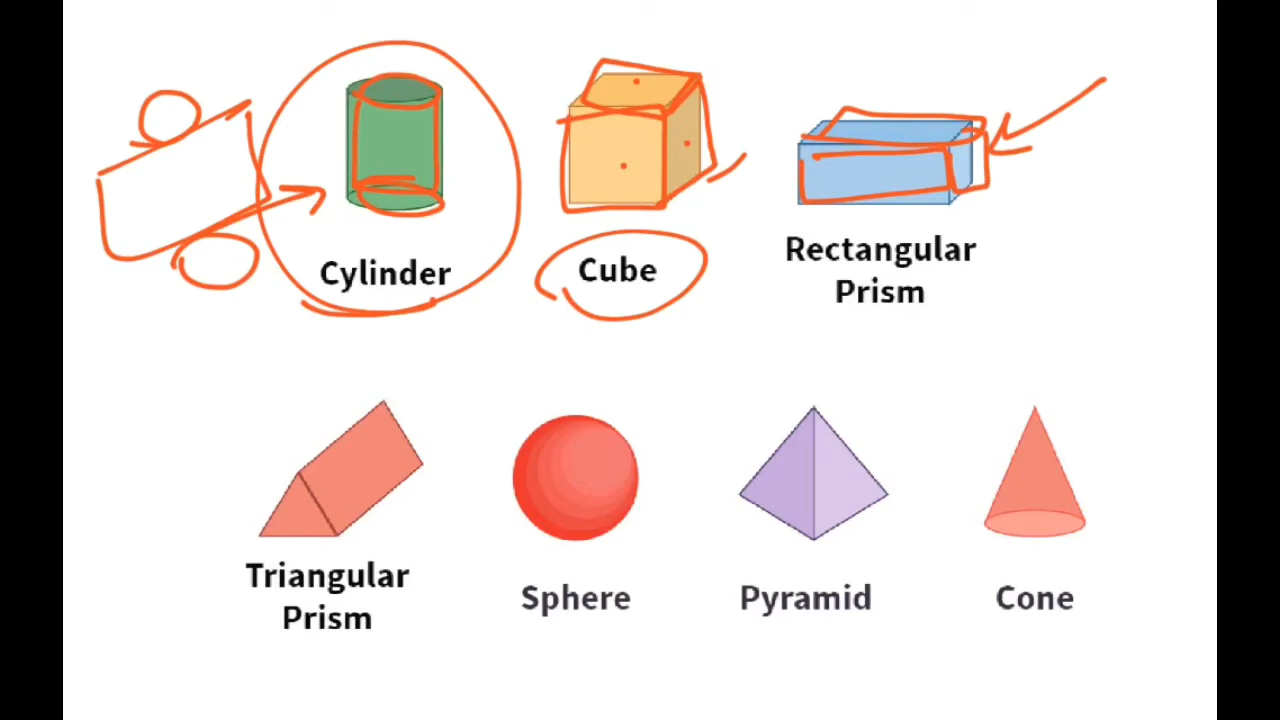 Cylinder
Cube
Rectangular
Prism
Triangular
Prism
Sphere
Pyramid
Cone